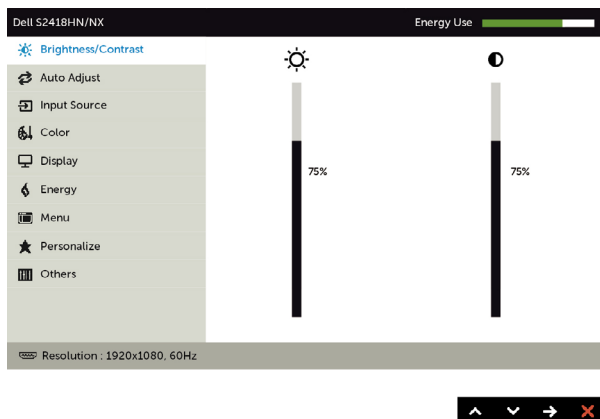 Dell S2418HN/NX
Energy Use
Brightness/Contrast
Auto Adjust
Input Source
Color
Display
Energy
Menu
Personalize
Others
75%
75%
Resolution : 1920x1080, 60Hz